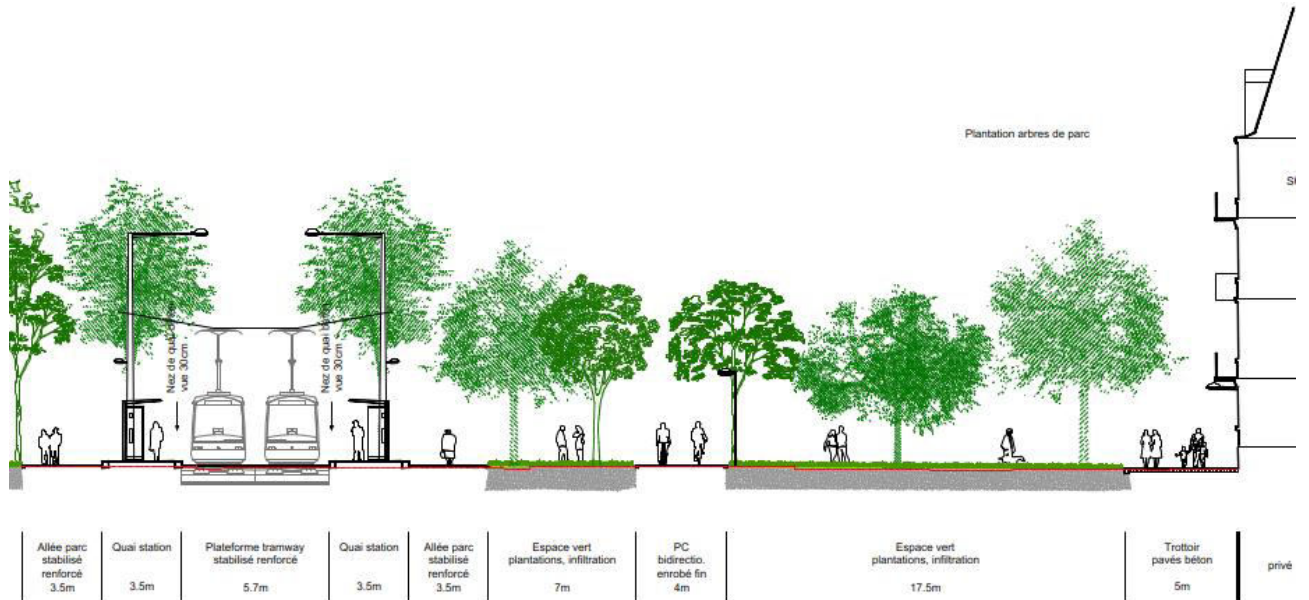 Plantation arbres de parc
Nez de quai
vue 30cm
Nez de quai
vue 30cm
Allée parc
stabilisé
renforcé
3.5m
Quai station
3.5m
Plateforme tramway
stabilisé renforcé
5.7m
Quai station
3.5m
Allée parc
stabilisé
renforcé
3.5m
Espace vert
plantations, infiltration
7m
PC
bidirectio.
enrobé fin
4m
Espace vert
plantations, infiltration
17.5m
Trottoir
pavés béton
5m
privé